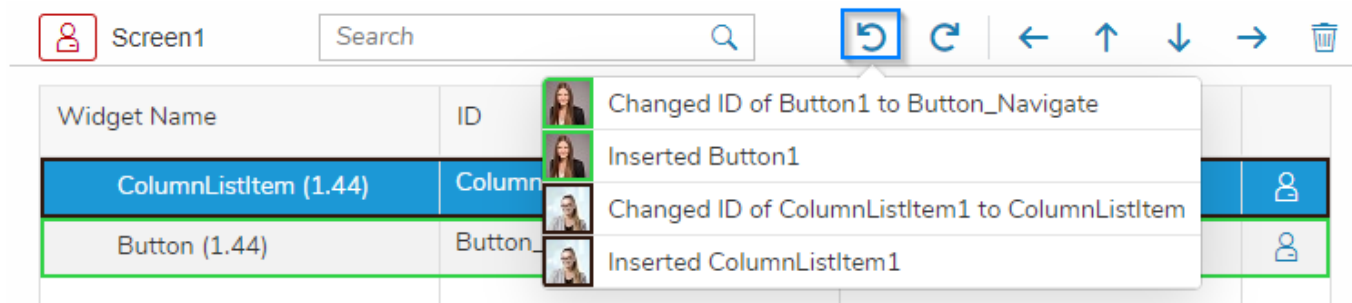 Screen1
Search
Widget Name
ID
Changed ID of Button1 to Button_Navigate
Inserted Button1
ColumnListItem (1.44)
Column
Changed ID of ColumnListItem1 to ColumnListItem
Button (1.44)
Button_
Inserted ColumnListItem1